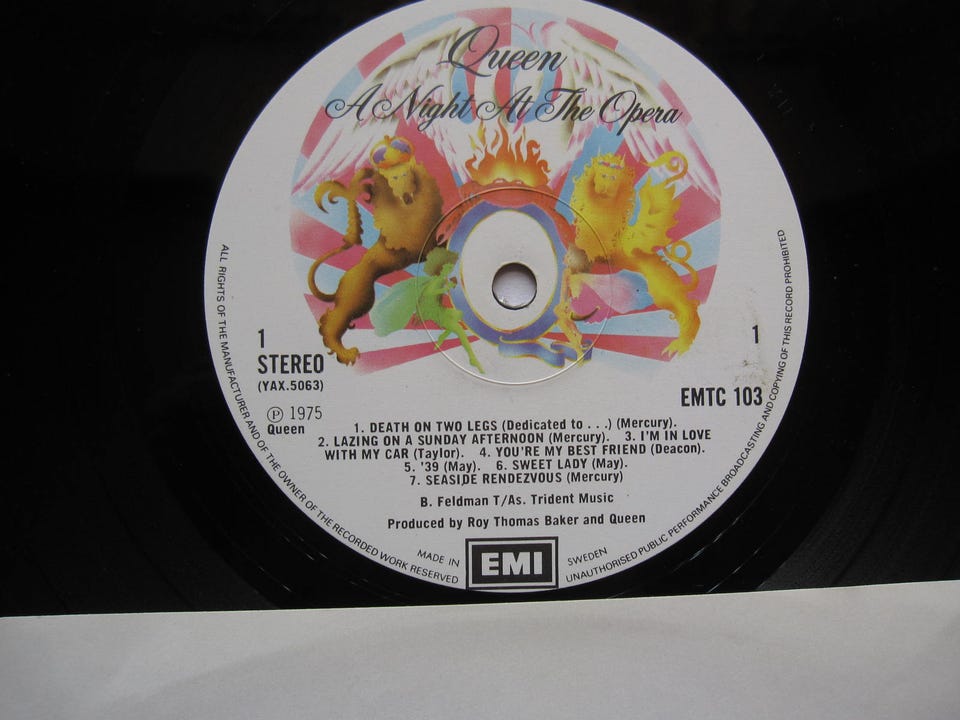 Queen
A Night At The Opera
1
STEREO
(YAX.5063)
1
EMTC 103
Ⓟ 1975
Queen
1. DEATH ON TWO LEGS (Dedicated to . . .) (Mercury).
2. LAZING ON A SUNDAY AFTERNOON (Mercury). 3. I'M IN LOVE
WITH MY CAR (Taylor). 4. YOU'RE MY BEST FRIEND (Deacon).
5. '39 (May). 6. SWEET LADY (May).
7. SEASIDE RENDEZVOUS (Mercury)
B. Feldman T/As. Trident Music
Produced by Roy Thomas Baker and Queen
MADE IN
EMI
SWEDEN
ALL RIGHTS OF THE MANUFACTURER AND OF THE OWNER OF THE RECORDED WORK RESERVED
UNAUTHORISED PUBLIC PERFORMANCE BROADCASTING AND COPYING OF THIS RECORD PROHIBITED